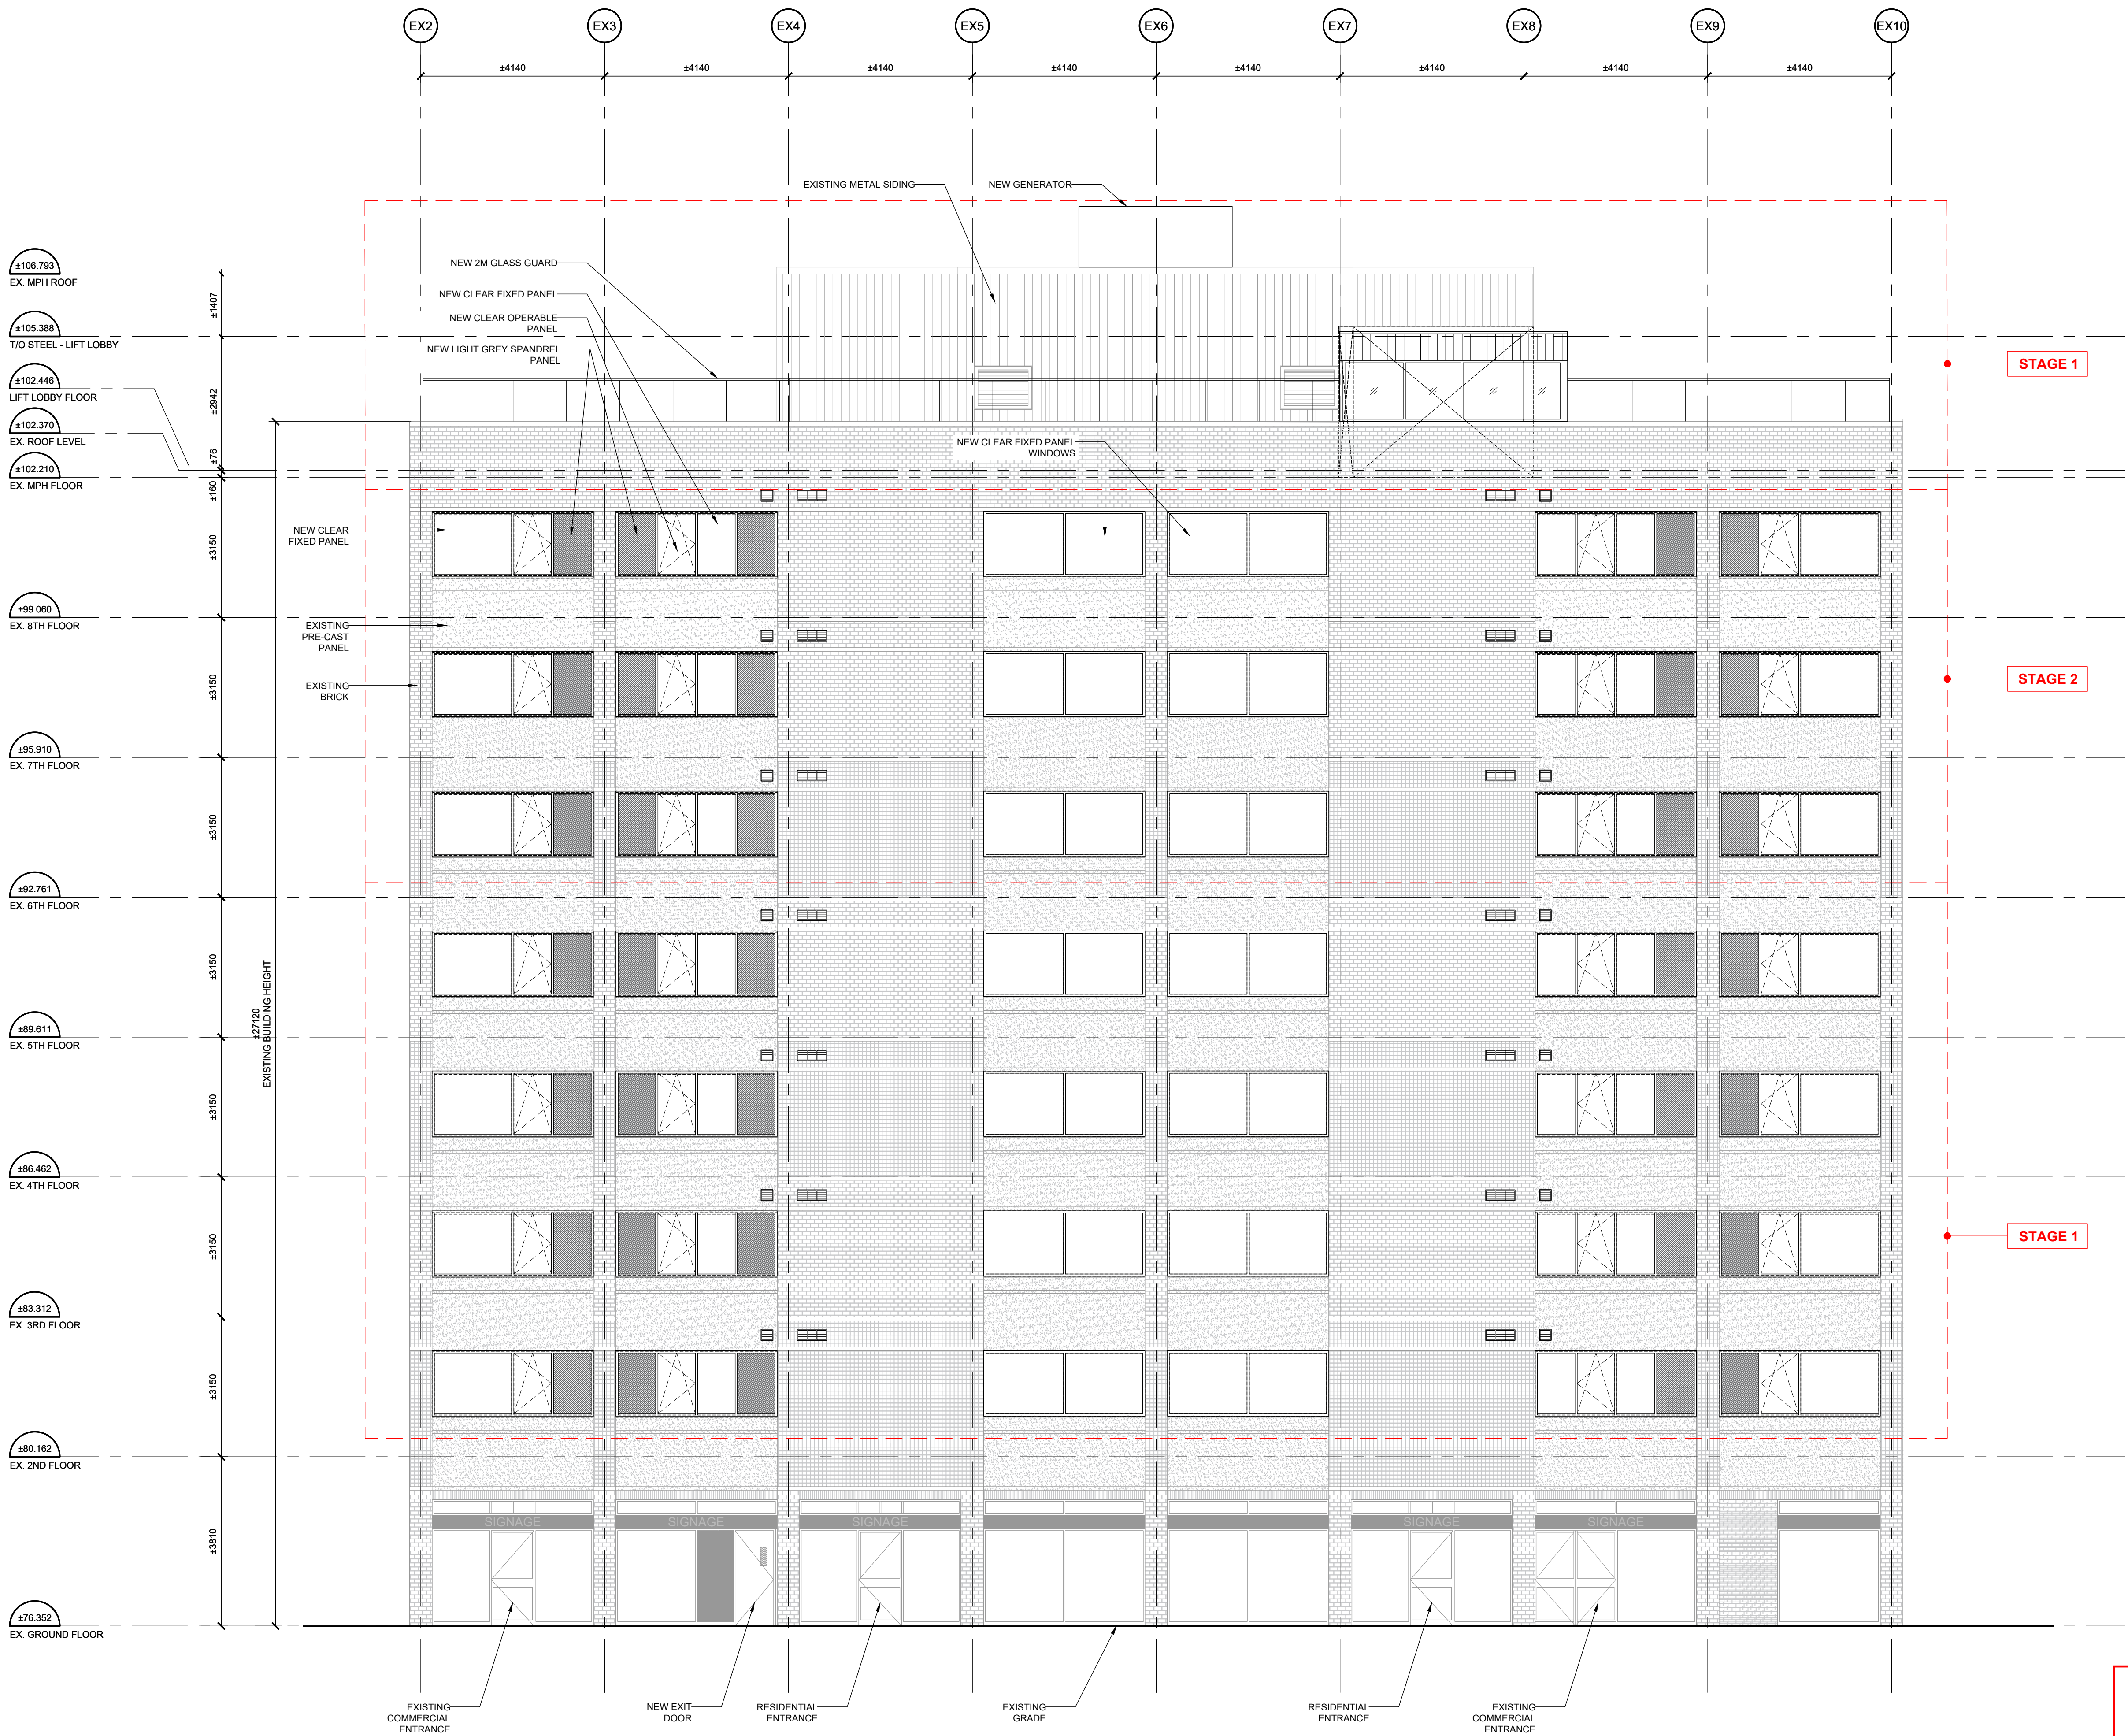 EX2 EX3 EX4 EX5 EX6 EX7 EX8 EX9 EX10
±4140 ±4140 ±4140 ±4140 ±4140 ±4140 ±4140 ±4140
EXISTING METAL SIDING
NEW GENERATOR
NEW 2M GLASS GUARD
NEW CLEAR FIXED PANEL
NEW CLEAR OPERABLE
PANEL
NEW LIGHT GREY SPANDREL
PANEL
NEW CLEAR FIXED PANEL
WINDOWS
NEW CLEAR
FIXED PANEL
EXISTING
PRE-CAST
PANEL
EXISTING
BRICK
±106.793
EX. MPH ROOF
±1407
±105.388
T/O STEEL - LIFT LOBBY
±2942
±102.446
LIFT LOBBY FLOOR
±102.370
EX. ROOF LEVEL
±76
±102.210
EX. MPH FLOOR
±160
±3150
±99.060
EX. 8TH FLOOR
±3150
±95.910
EX. 7TH FLOOR
±3150
±92.761
EX. 6TH FLOOR
±3150
±89.611
EX. 5TH FLOOR
±3150
±86.462
EX. 4TH FLOOR
±3150
±83.312
EX. 3RD FLOOR
±3150
±80.162
EX. 2ND FLOOR
±3810
±76.352
EX. GROUND FLOOR
±27120
EXISTING BUILDING HEIGHT
STAGE 1
STAGE 2
STAGE 1
SIGNAGE SIGNAGE SIGNAGE SIGNAGE SIGNAGE
EXISTING
COMMERCIAL
ENTRANCE
NEW EXIT
DOOR
RESIDENTIAL
ENTRANCE
EXISTING
GRADE
RESIDENTIAL
ENTRANCE
EXISTING
COMMERCIAL
ENTRANCE